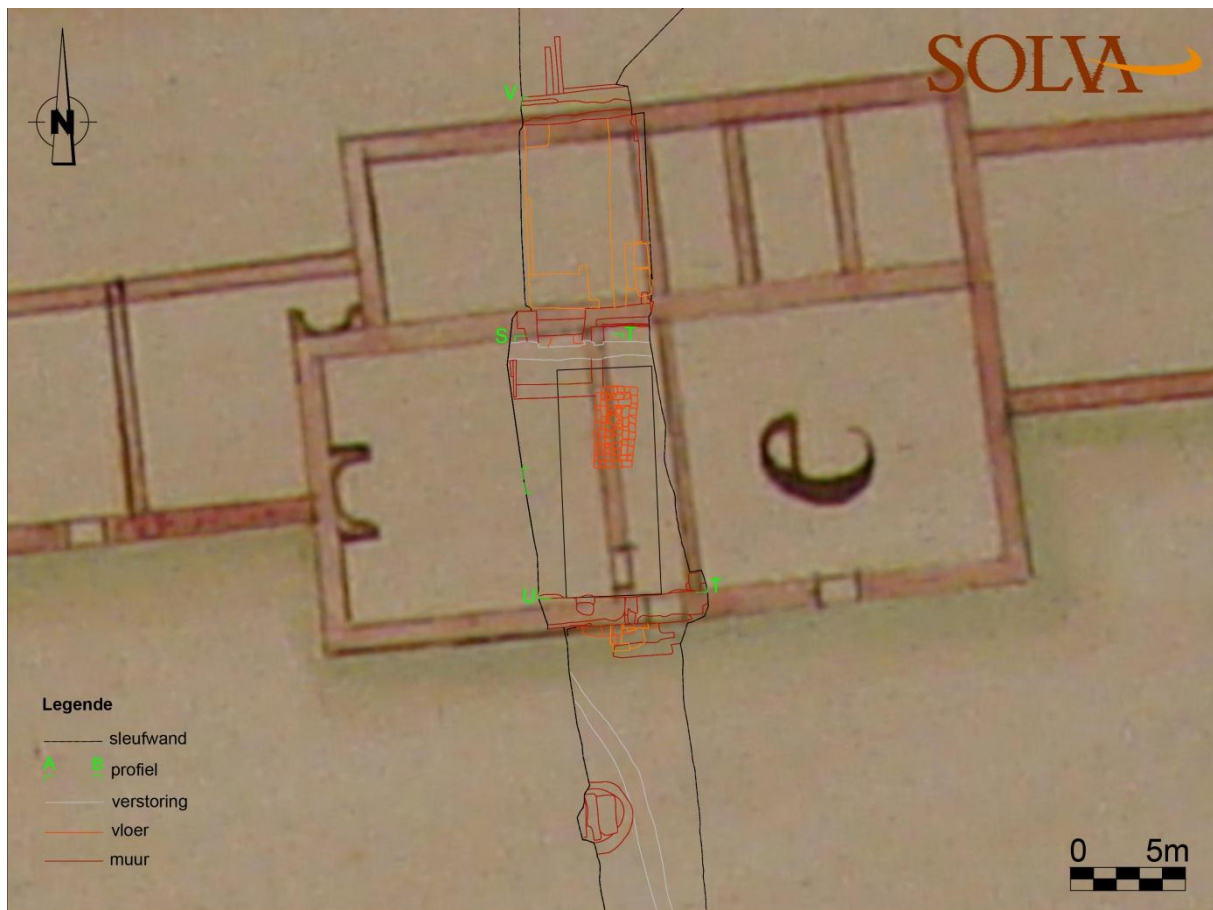 SOLVA
N
V
S T
U T
Legende
sleufwand
A B profiel
verstoring
vloer
muur
0 5m